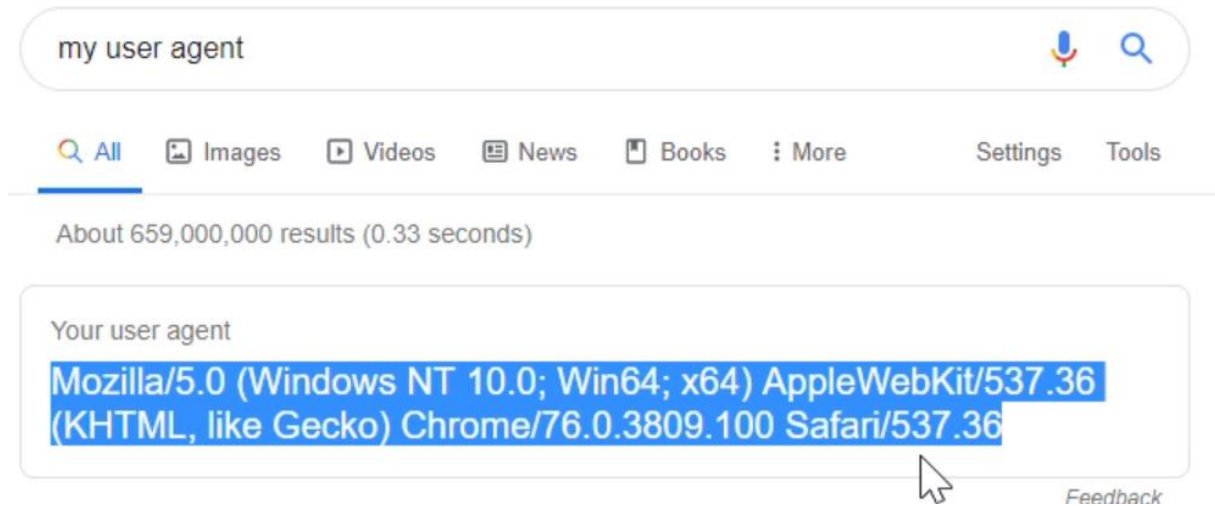 my user agent
All Images Videos News Books More Settings Tools
About 659,000,000 results (0.33 seconds)
Your user agent
Mozilla/5.0 (Windows NT 10.0; Win64; x64) AppleWebKit/537.36
(KHTML, like Gecko) Chrome/76.0.3809.100 Safari/537.36
Feedback